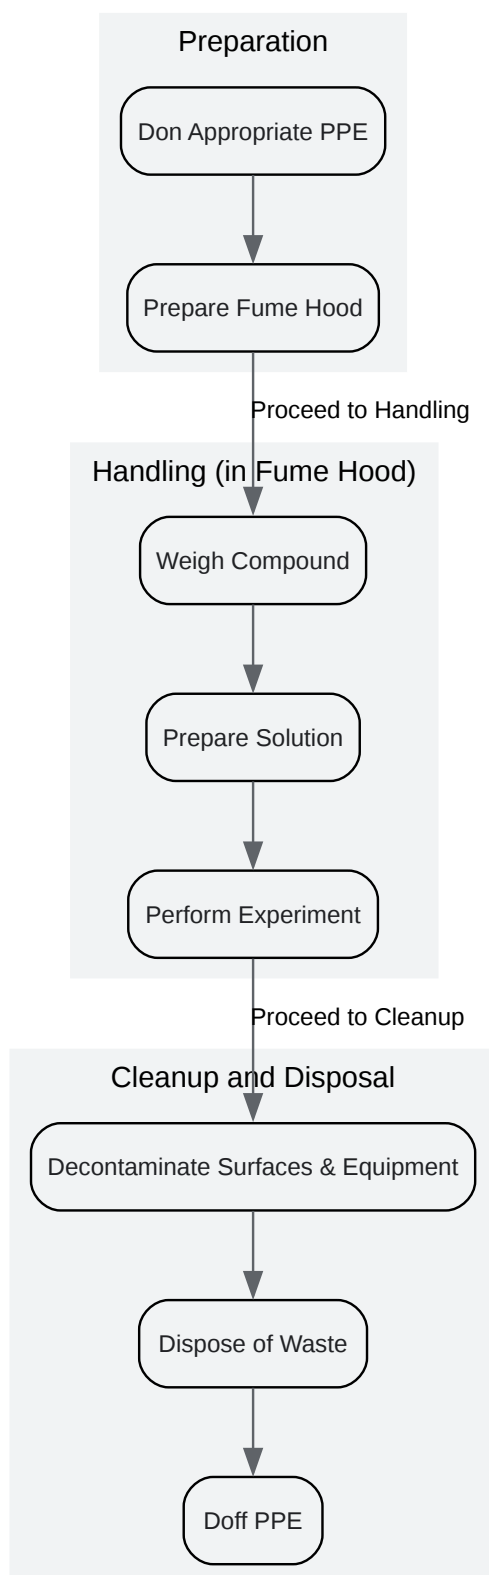 Preparation
Don Appropriate PPE
Prepare Fume Hood
Proceed to Handling
Handling (in Fume Hood)
Weigh Compound
Prepare Solution
Perform Experiment
Proceed to Cleanup
Cleanup and Disposal
Decontaminate Surfaces & Equipment
Dispose of Waste
Doff PPE